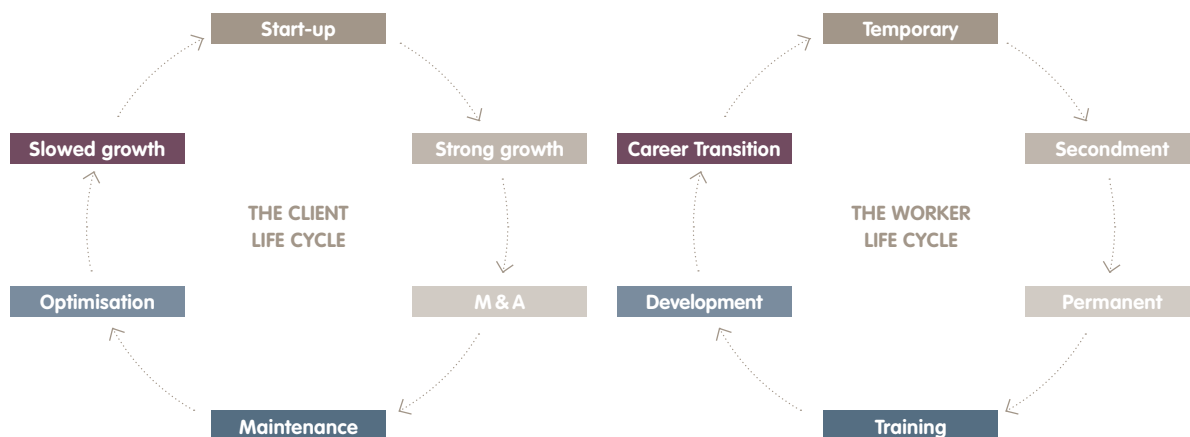 Start-up
Strong growth
M & A
Maintenance
Optimisation
Slowed growth
THE CLIENT
LIFE CYCLE
Temporary
Secondment
Permanent
Training
Development
Career Transition
THE WORKER
LIFE CYCLE